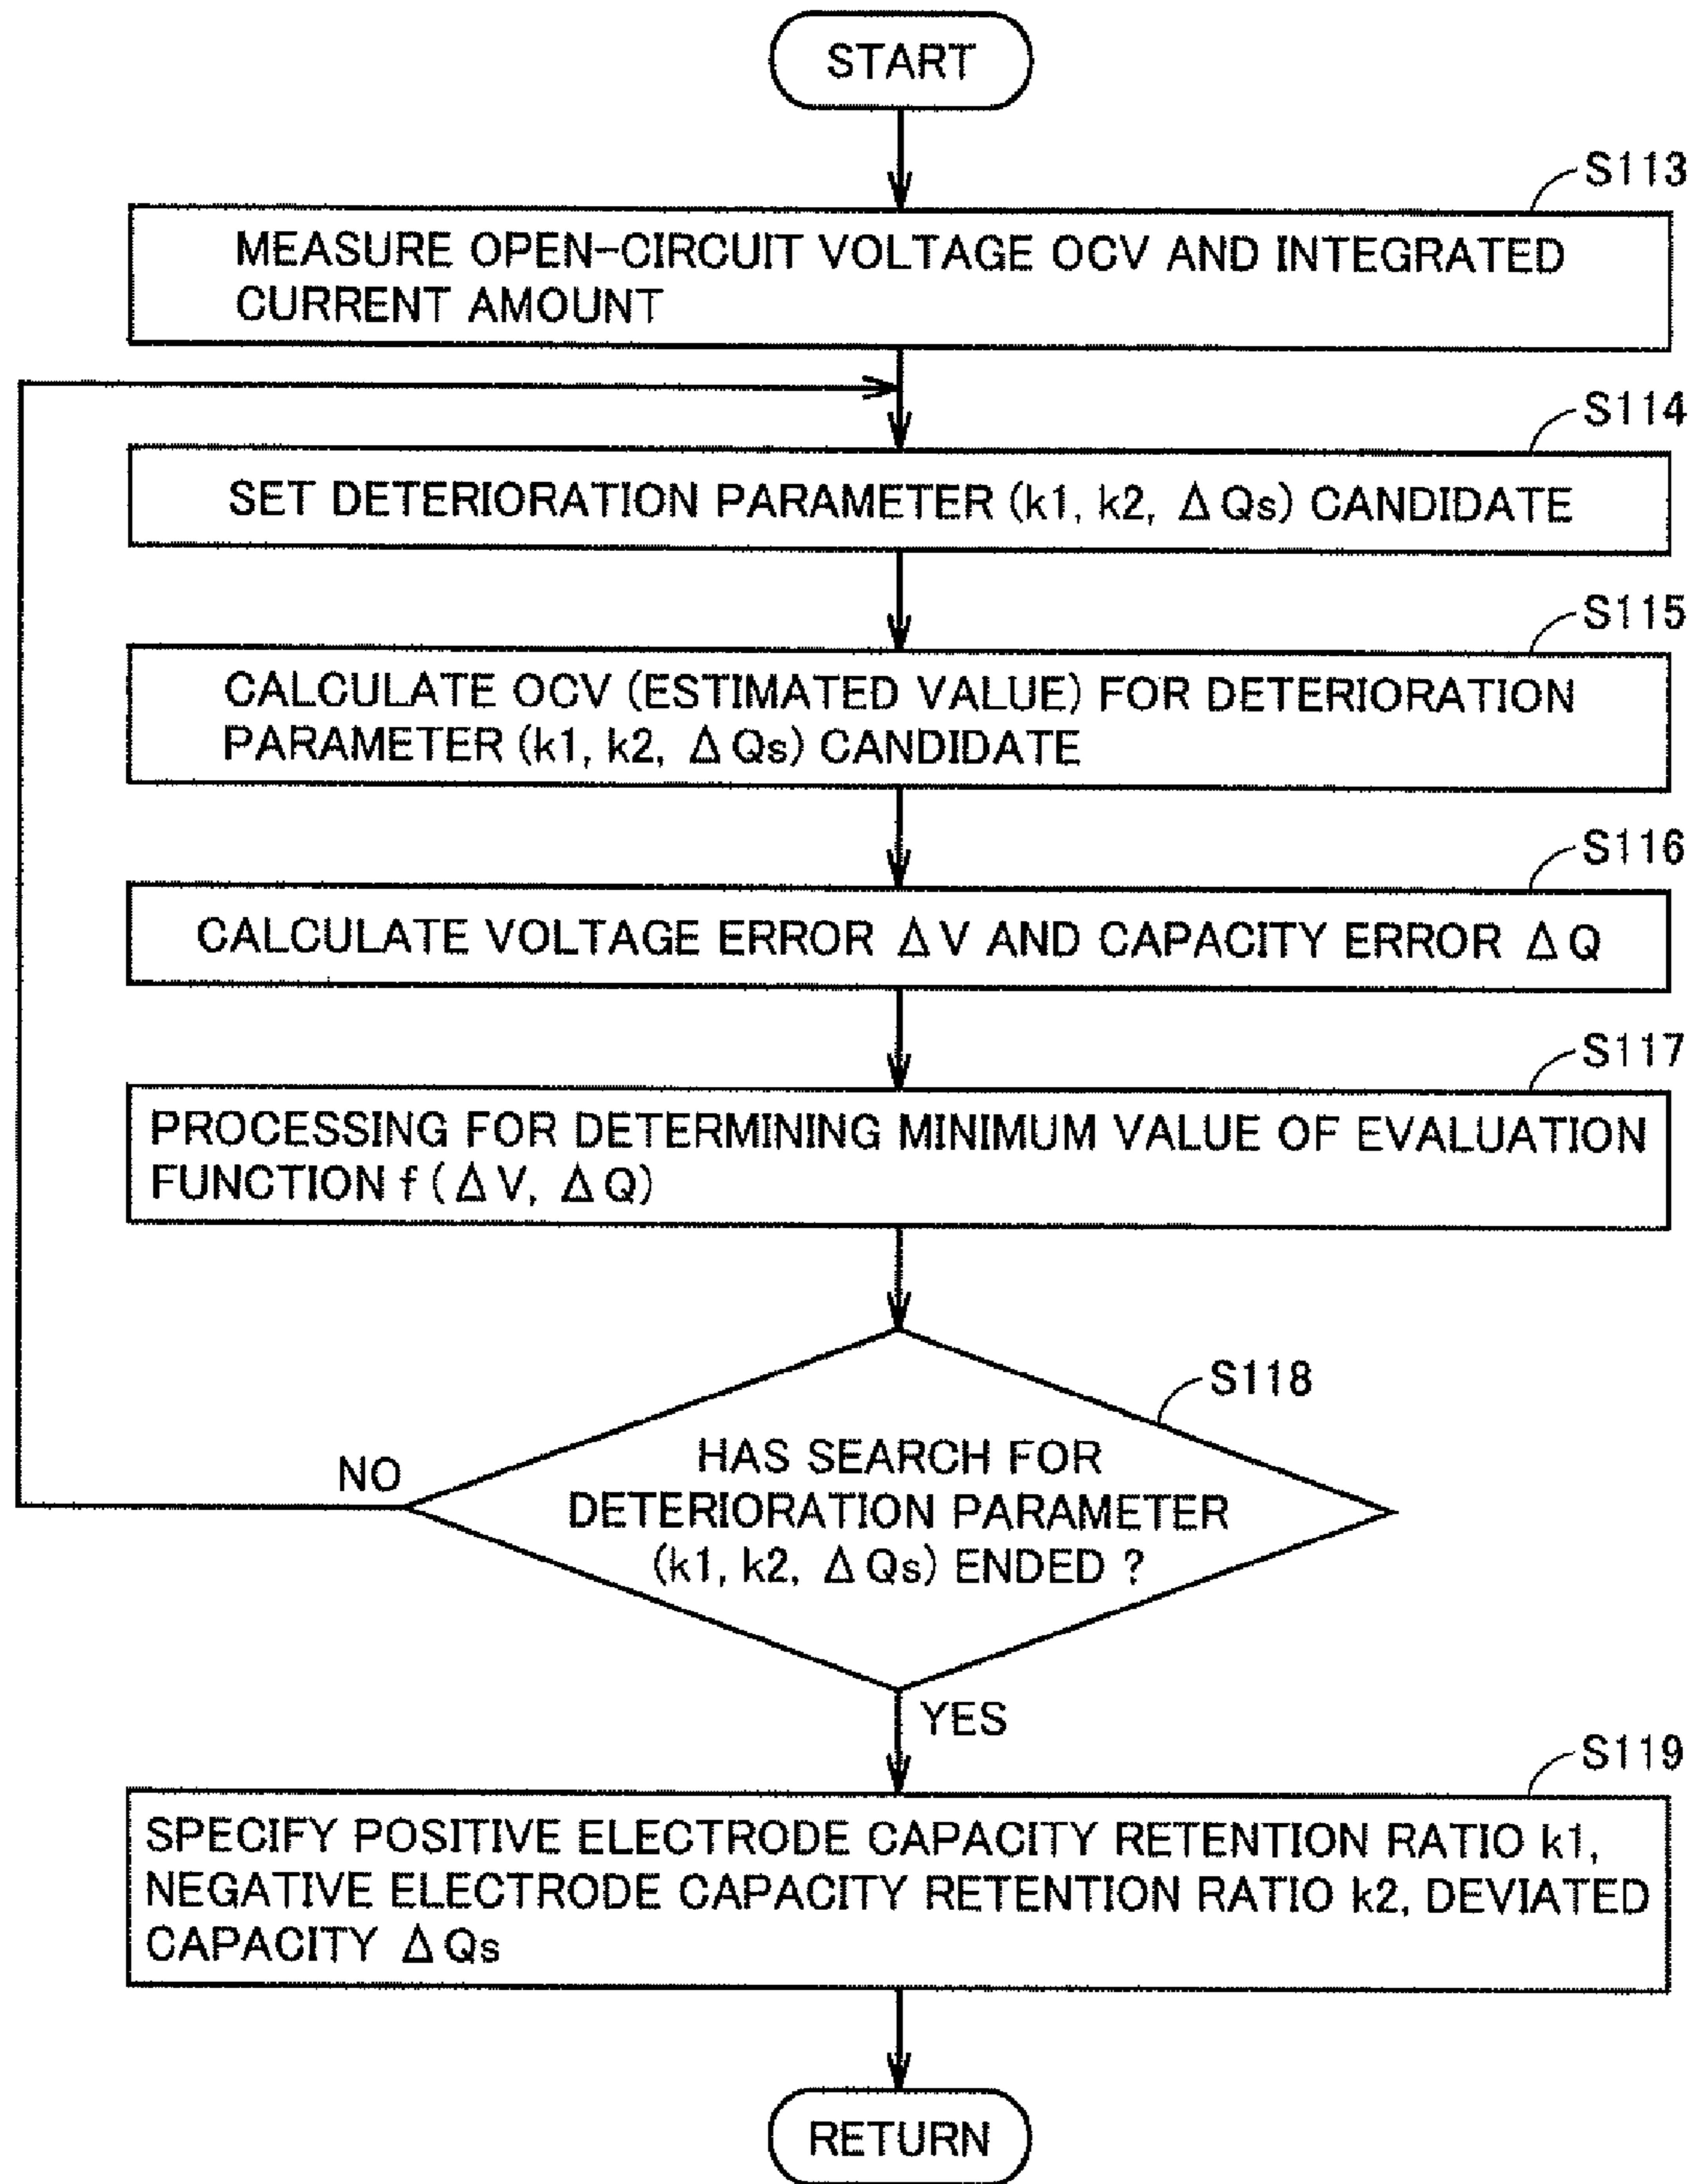 START
S113
MEASURE OPEN-CIRCUIT VOLTAGE OCV AND INTEGRATED
CURRENT AMOUNT
S114
SET DETERIORATION PARAMETER (k1, k2, ΔQs) CANDIDATE
S115
CALCULATE OCV (ESTIMATED VALUE) FOR DETERIORATION
PARAMETER (k1, k2, ΔQs) CANDIDATE
S116
CALCULATE VOLTAGE ERROR ΔV AND CAPACITY ERROR ΔQ
S117
PROCESSING FOR DETERMINING MINIMUM VALUE OF EVALUATION
FUNCTION f (ΔV, ΔQ)
S118
HAS SEARCH FOR
DETERIORATION PARAMETER
(k1, k2, ΔQs) ENDED ?
NO
YES
S119
SPECIFY POSITIVE ELECTRODE CAPACITY RETENTION RATIO k1,
NEGATIVE ELECTRODE CAPACITY RETENTION RATIO k2, DEVIATED
CAPACITY ΔQs
RETURN